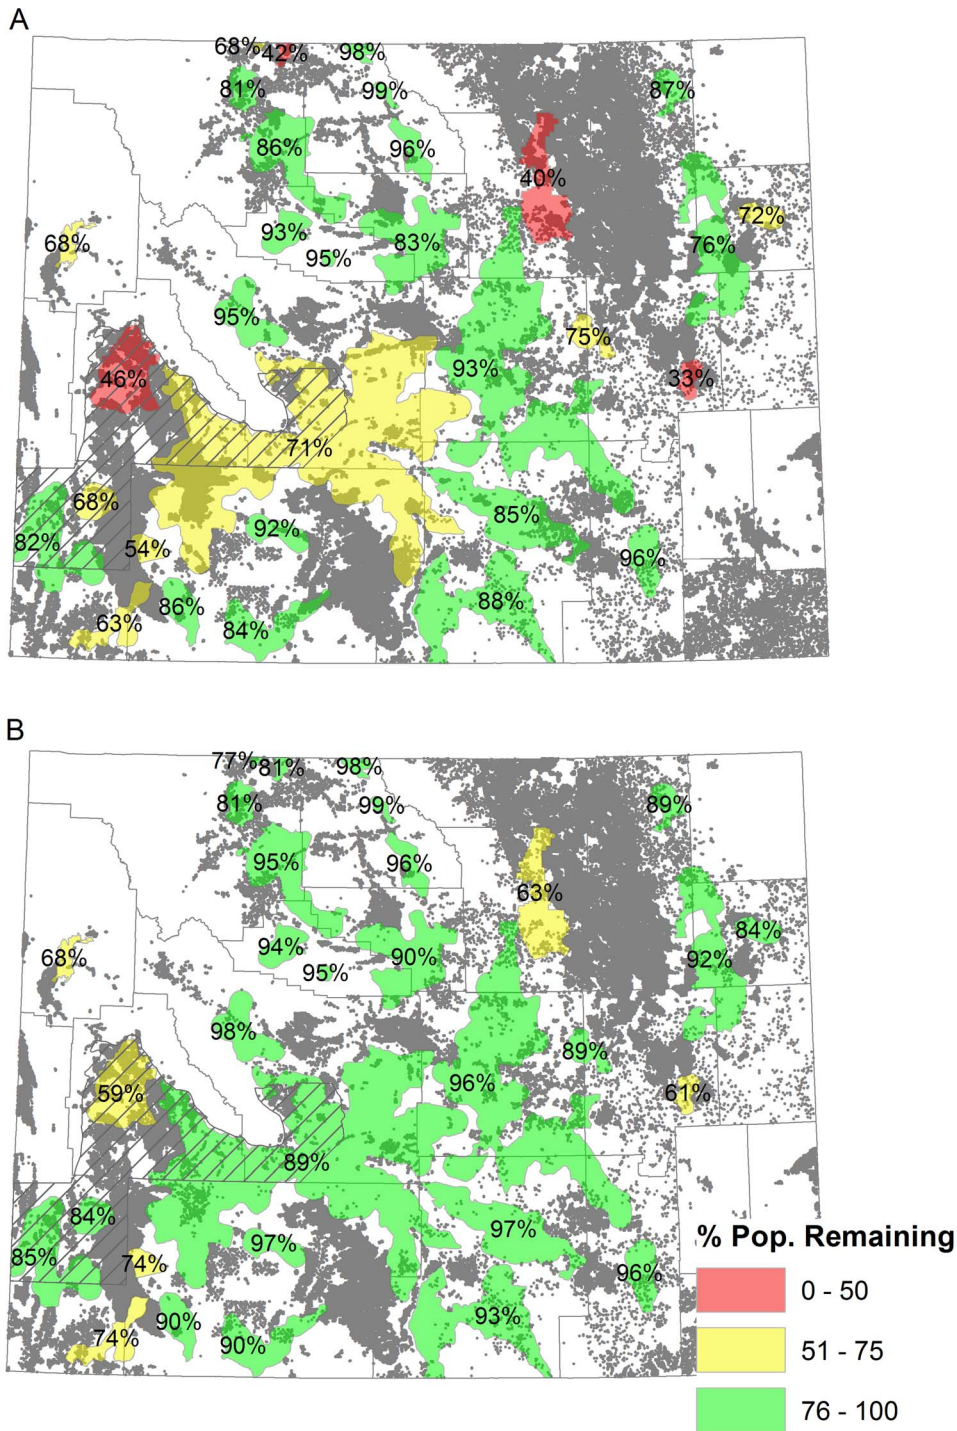 A
68% 42% 98%
81% 99% 87%
86% 96%
40%
72%
68% 93% 95% 83% 76%
95% 75%
46% 93% 33%
71%
68% 85%
82% 54% 92% 96%
63% 86% 84% 88%
B
77% 81% 98%
81% 99% 89%
95% 96%
63%
84%
68% 94% 95% 90% 92%
98% 89%
59% 96% 61%
89%
84% 97%
85% 74% 97% 96%
74% 90% 90% 93%
% Pop. Remaining
0 - 50
51 - 75
76 - 100